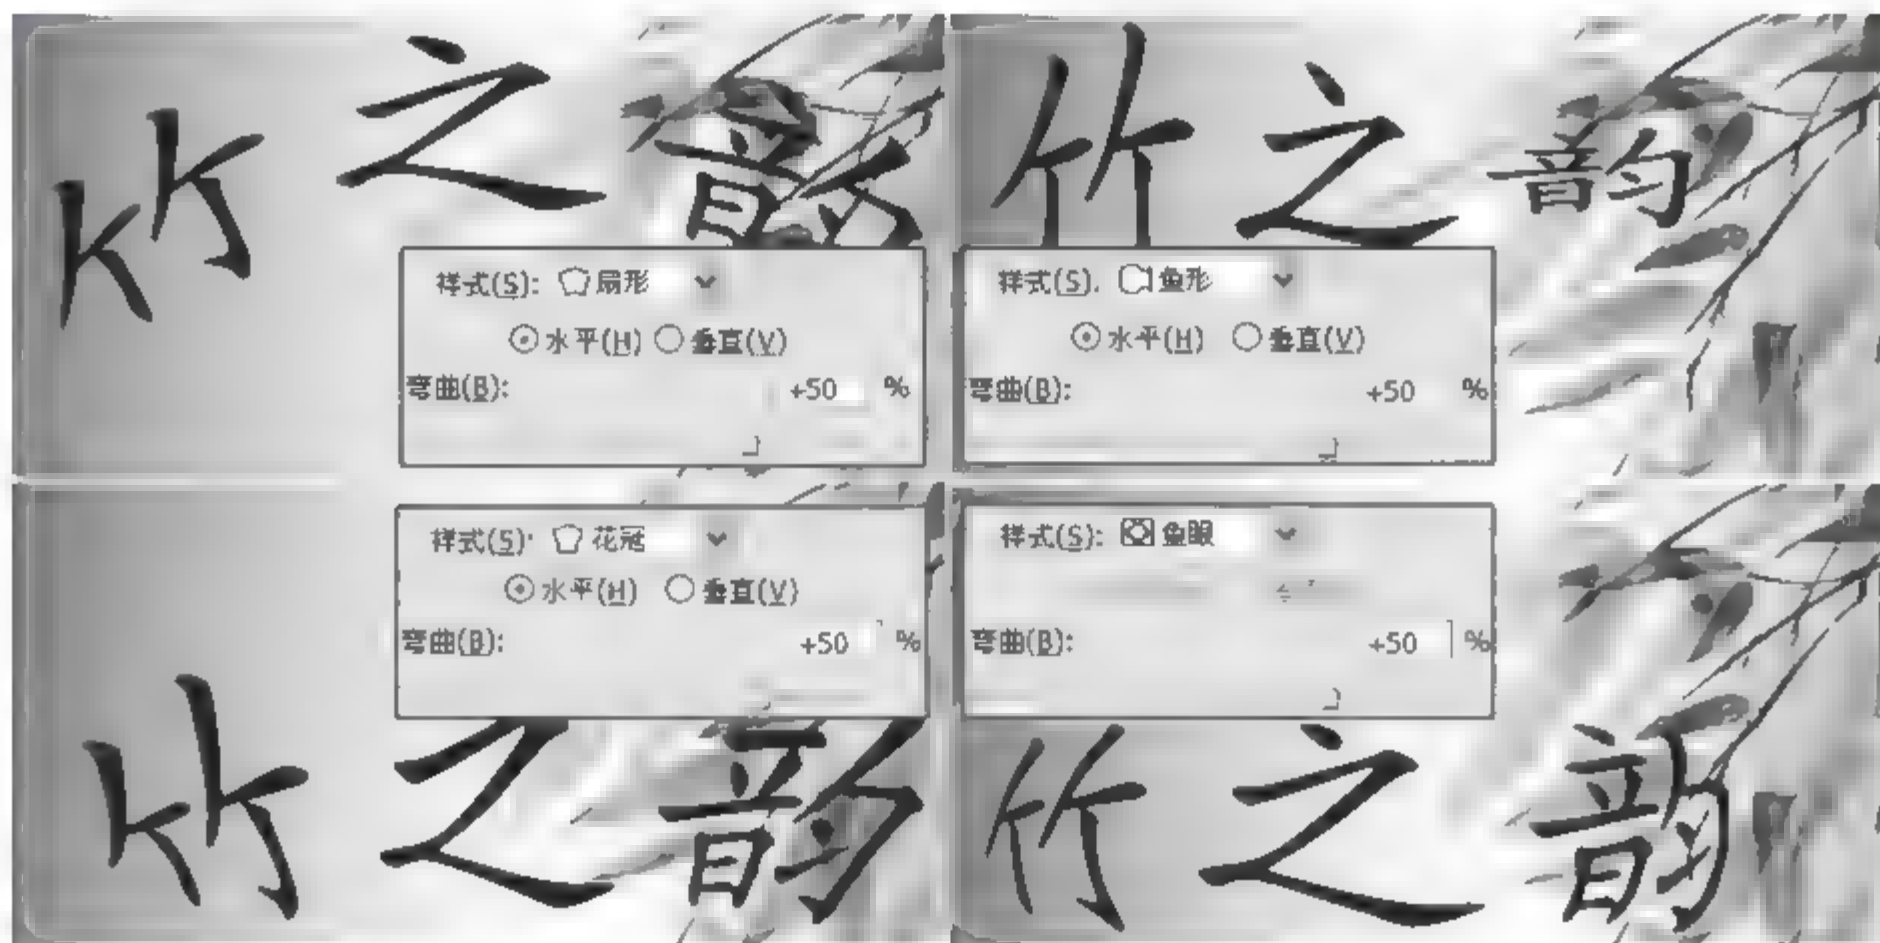 竹之韵
样式(S): 扇形
水平(H) 垂直(V)
弯曲(B): +50 %
竹之韵
样式(S). 鱼形
水平(H) 垂直(V)
弯曲(B): +50 %
样式(S): 花冠
水平(H) 垂直(V)
弯曲(B): +50 %
竹之韵
样式(S): 鱼眼
弯曲(B): +50 %
竹之韵